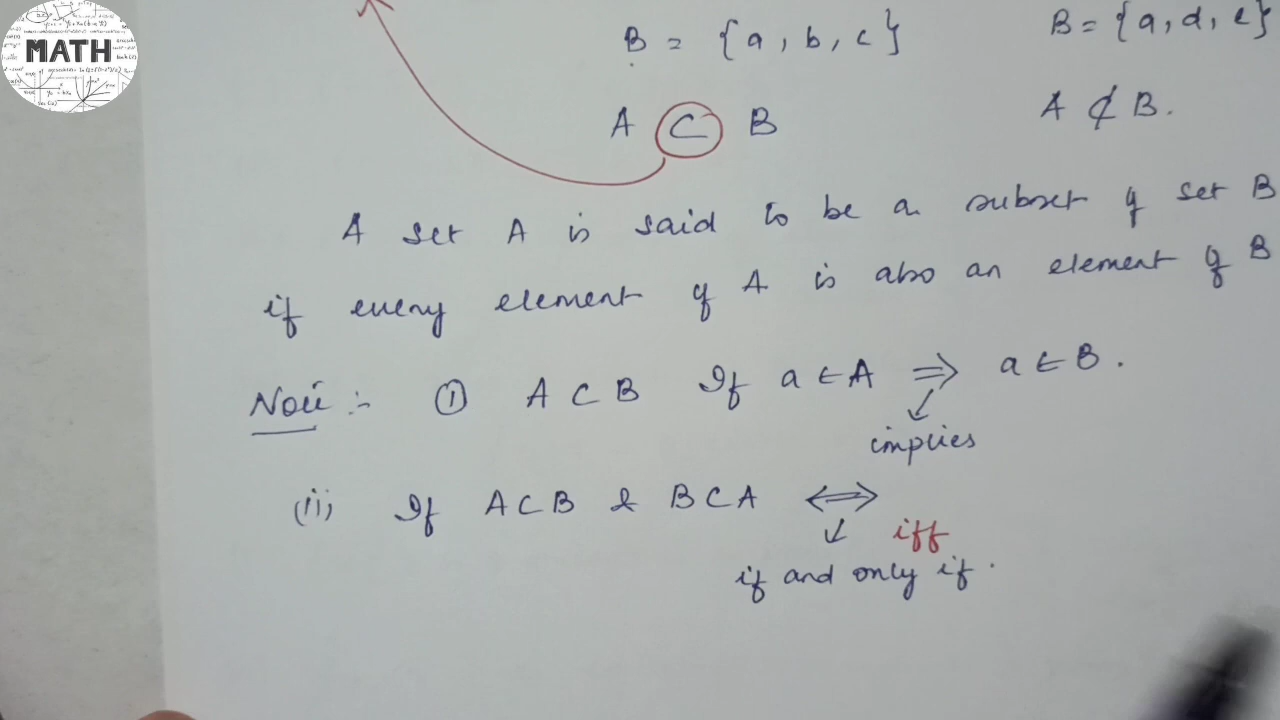 MATH
B = {a, b, c}
B = {a, d, e}
A ⊂ B
A ⊄ B.
A set A is said to be a subset of set B
if every element of A is also an element of B
Note :- ① A ⊂ B If a ∈ A ⇒ a ∈ B.
implies
(ii) If A ⊂ B & B ⊂ A ⟺
iff
if and only if.